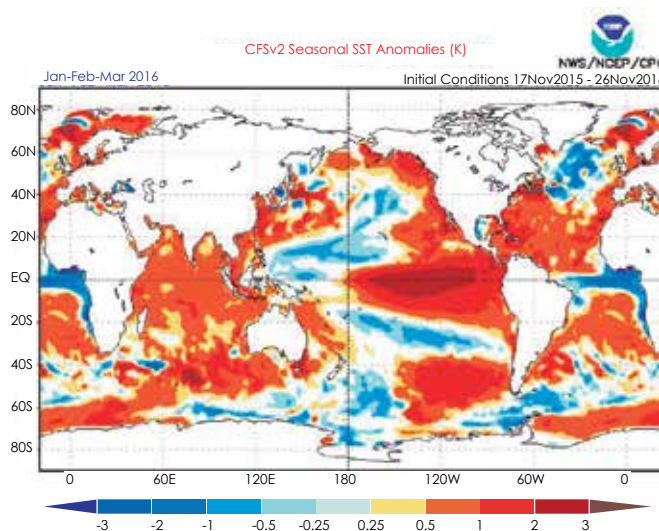 CFSv2 Seasonal SST Anomalies (K)
NWS/NCEP/CPC
Jan-Feb-Mar 2016
Initial Conditions 17Nov2015 - 26Nov2016
80N
60N
40N
20N
EQ
20S
40S
60S
80S
0 60E 120E 180 120W 60W 0
-3 -2 -1 -0.5 -0.25 0.25 0.5 1 2 3